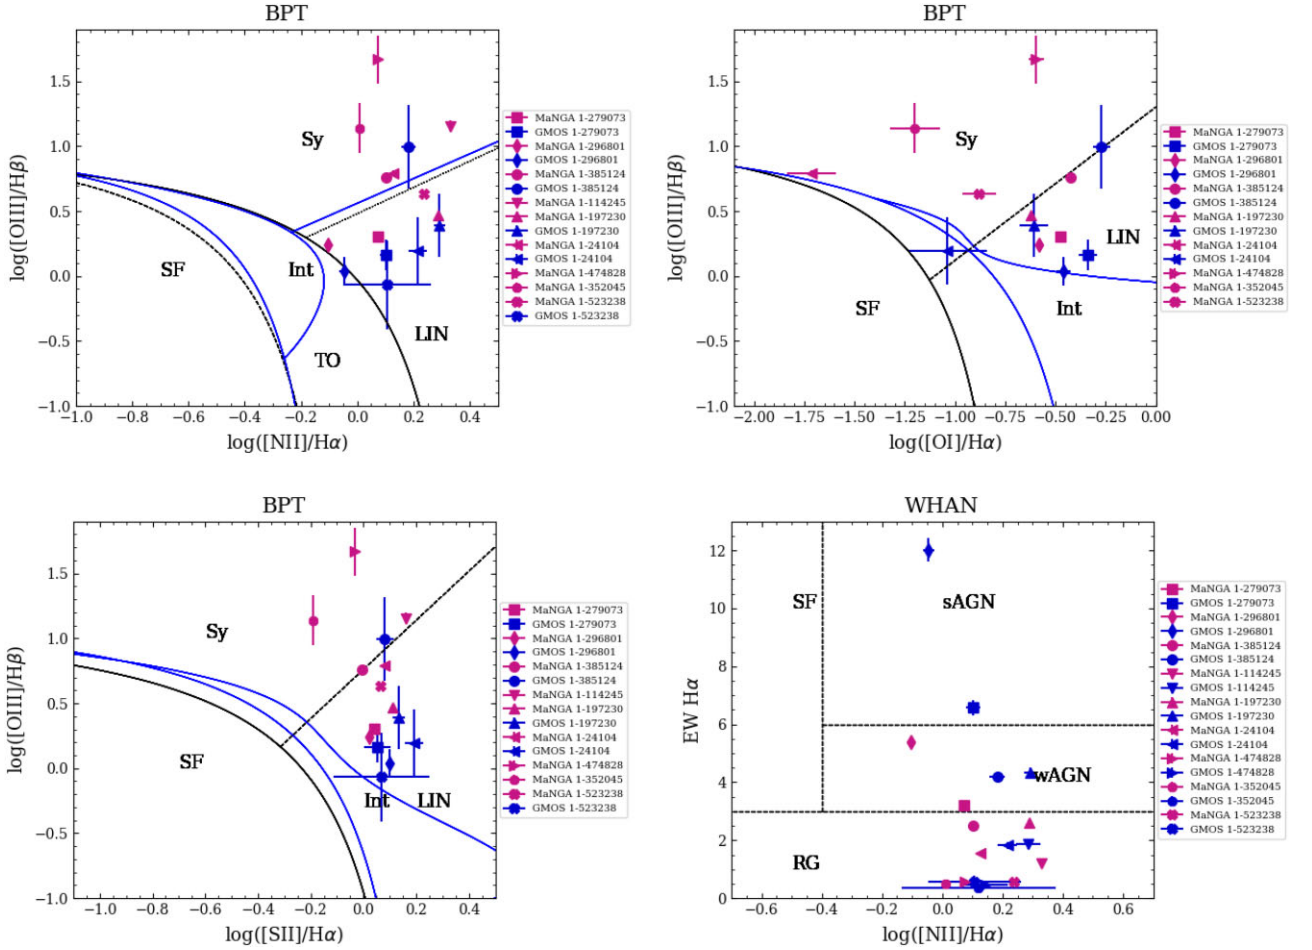 BPT
log([OIII]/Hβ)
1.5
1.0
0.5
0.0
−0.5
−1.0
Sy
SF
Int
TO
LIN
−1.0 −0.8 −0.6 −0.4 −0.2 0.0 0.2 0.4
log([NII]/Hα)
MaNGA 1-279073
GMOS 1-279073
MaNGA 1-296801
GMOS 1-296801
MaNGA 1-385124
GMOS 1-385124
MaNGA 1-114245
MaNGA 1-197230
GMOS 1-197230
MaNGA 1-24104
GMOS 1-24104
MaNGA 1-474828
MaNGA 1-352045
MaNGA 1-523238
GMOS 1-523238
BPT
log([OIII]/Hβ)
1.5
1.0
0.5
0.0
−0.5
−1.0
Sy
LIN
SF
Int
−2.00 −1.75 −1.50 −1.25 −1.00 −0.75 −0.50 −0.25 0.00
log([OI]/Hα)
MaNGA 1-279073
GMOS 1-279073
MaNGA 1-296801
GMOS 1-296801
MaNGA 1-385124
GMOS 1-385124
MaNGA 1-197230
GMOS 1-197230
MaNGA 1-24104
GMOS 1-24104
MaNGA 1-474828
MaNGA 1-352045
MaNGA 1-523238
BPT
log([OIII]/Hβ)
1.5
1.0
0.5
0.0
−0.5
−1.0
Sy
SF
Int
LIN
−1.0 −0.8 −0.6 −0.4 −0.2 0.0 0.2 0.4
log([SII]/Hα)
MaNGA 1-279073
GMOS 1-279073
MaNGA 1-296801
GMOS 1-296801
MaNGA 1-385124
GMOS 1-385124
MaNGA 1-114245
MaNGA 1-197230
GMOS 1-197230
MaNGA 1-24104
GMOS 1-24104
MaNGA 1-474828
MaNGA 1-352045
MaNGA 1-523238
GMOS 1-523238
WHAN
EW Hα
12
10
8
6
4
2
0
SF
sAGN
wAGN
RG
−0.6 −0.4 −0.2 0.0 0.2 0.4 0.6
log([NII]/Hα)
MaNGA 1-279073
GMOS 1-279073
MaNGA 1-296801
GMOS 1-296801
MaNGA 1-385124
GMOS 1-385124
MaNGA 1-114245
GMOS 1-114245
MaNGA 1-197230
GMOS 1-197230
MaNGA 1-24104
GMOS 1-24104
MaNGA 1-474828
GMOS 1-474828
MaNGA 1-352045
GMOS 1-352045
MaNGA 1-523238
GMOS 1-523238